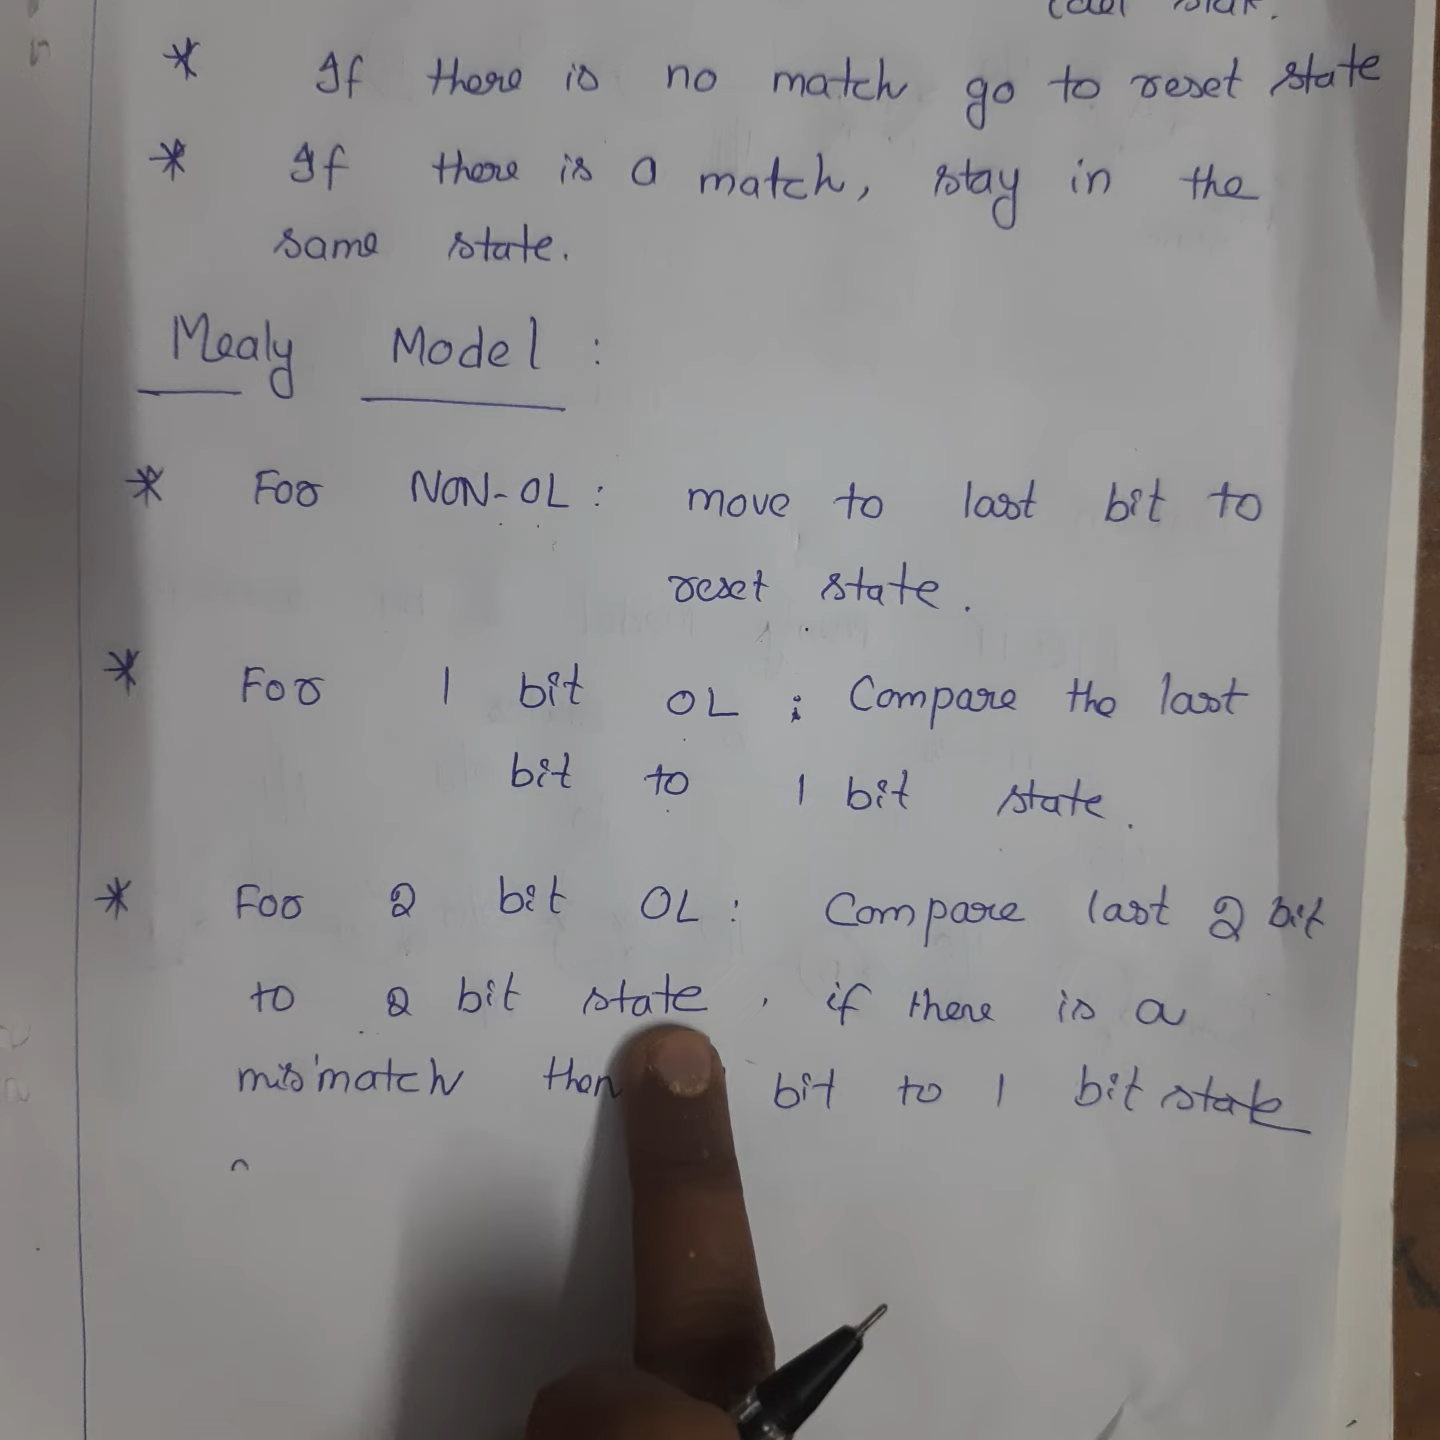 * If there is no match go to reset state
* If there is a match, stay in the
same state.
Mealy Model :
* For NON-OL : move to last bit to
reset state.
* For 1 bit OL ; Compare the last
bit to 1 bit state.
* For 2 bit OL : Compare last 2 bit
to 2 bit state , if there is a
mismatch then bit to 1 bit state